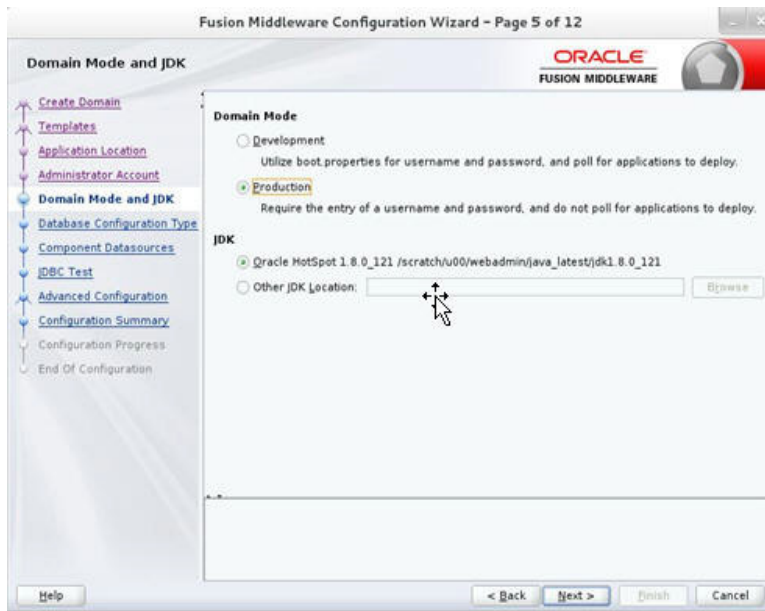 Fusion Middleware Configuration Wizard - Page 5 of 12
Domain Mode and JDK
ORACLE
FUSION MIDDLEWARE
Create Domain
Templates
Application Location
Administrator Account
Domain Mode and JDK
Database Configuration Type
Component Datasources
JDBC Test
Advanced Configuration
Configuration Summary
Configuration Progress
End Of Configuration
Domain Mode
Development
Utilize boot.properties for username and password, and poll for applications to deploy.
Production
Require the entry of a username and password, and do not poll for applications to deploy.
JDK
Oracle HotSpot 1.8.0_121 /scratch/u00/webadmin/java_latest/jdk1.8.0_121
Other JDK Location:
Browse
Help
< Back
Next >
Finish
Cancel